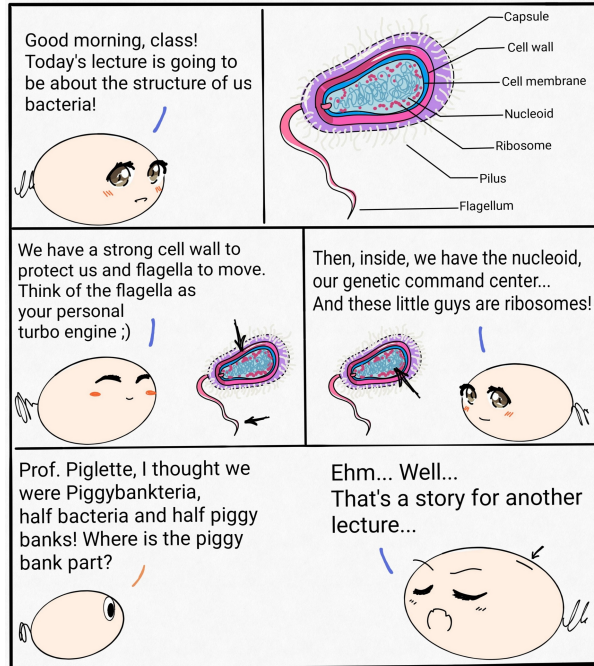 Good morning, class!
Today's lecture is going to
be about the structure of us
bacteria!
Capsule
Cell wall
Cell membrane
Nucleoid
Ribosome
Pilus
Flagellum
We have a strong cell wall to
protect us and flagella to move.
Think of the flagella as
your personal
turbo engine ;)
Then, inside, we have the nucleoid,
our genetic command center...
And these little guys are ribosomes!
Prof. Piglette, I thought we
were Piggybankteria,
half bacteria and half piggy
banks! Where is the piggy
bank part?
Ehm... Well...
That's a story for another
lecture...